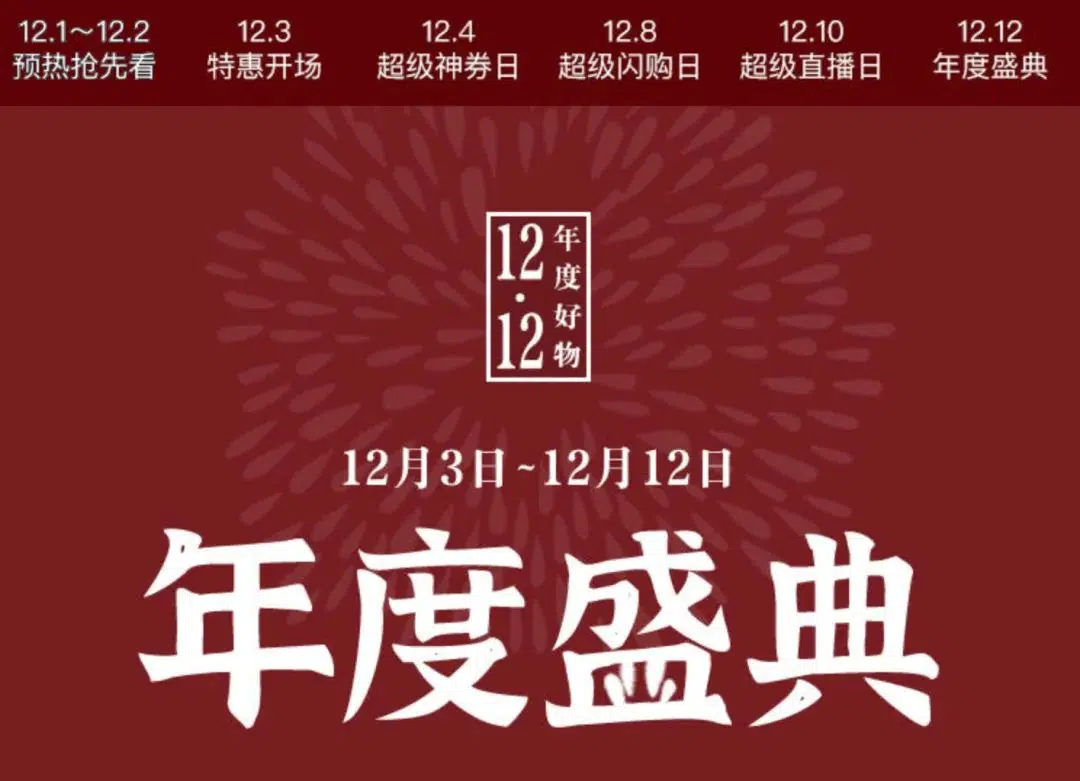 12.1~12.2
预热抢先看
12.3
特惠开场
12.4
超级神券日
12.8
超级闪购日
12.10
超级直播日
12.12
年度盛典
12·12
年度好物
12月3日~12月12日
年度盛典